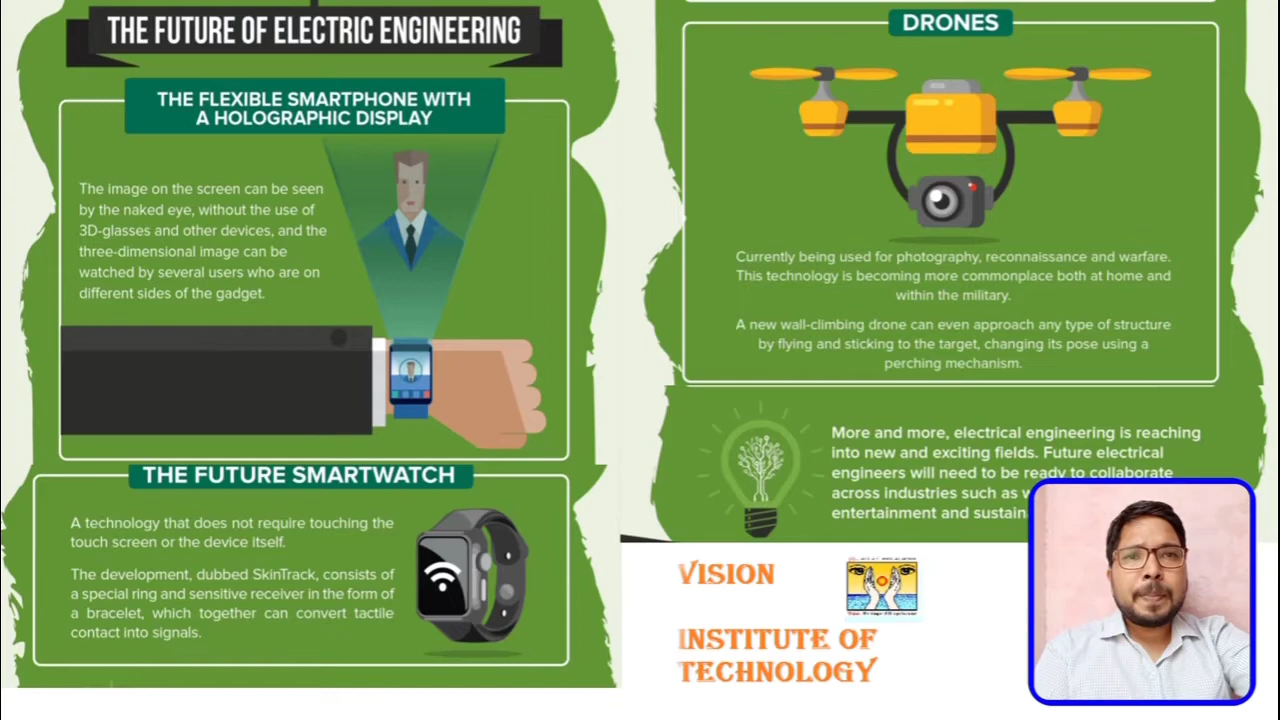 THE FUTURE OF ELECTRIC ENGINEERING
THE FLEXIBLE SMARTPHONE WITH
A HOLOGRAPHIC DISPLAY
The image on the screen can be seen
by the naked eye, without the use of
3D-glasses and other devices, and the
three-dimensional image can be
watched by several users who are on
different sides of the gadget.
THE FUTURE SMARTWATCH
A technology that does not require touching the
touch screen or the device itself.
The development, dubbed SkinTrack, consists of
a special ring and sensitive receiver in the form of
a bracelet, which together can convert tactile
contact into signals.
DRONES
Currently being used for photography, reconnaissance and warfare.
This technology is becoming more commonplace both at home and
within the military.
A new wall-climbing drone can even approach any type of structure
by flying and sticking to the target, changing its pose using a
perching mechanism.
More and more, electrical engineering is reaching
into new and exciting fields. Future electrical
engineers will need to be ready to collaborate
across industries such as
entertainment and
VISION
INSTITUTE OF
TECHNOLOGY